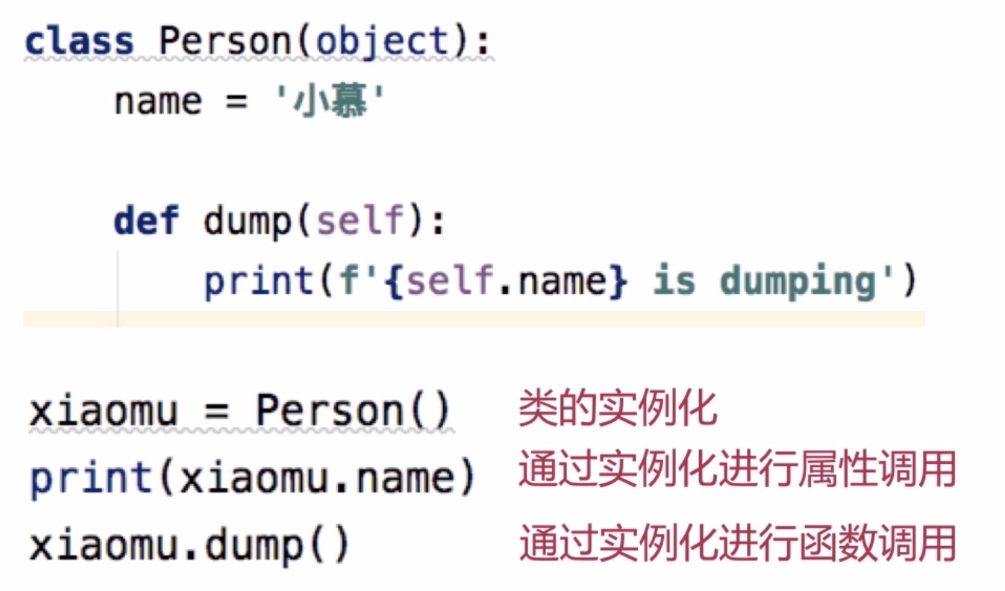 class Person(object):
name = '小慕'
def dump(self):
print(f'{self.name} is dumping')
xiaomu = Person() 类的实例化
print(xiaomu.name) 通过实例化进行属性调用
xiaomu.dump() 通过实例化进行函数调用